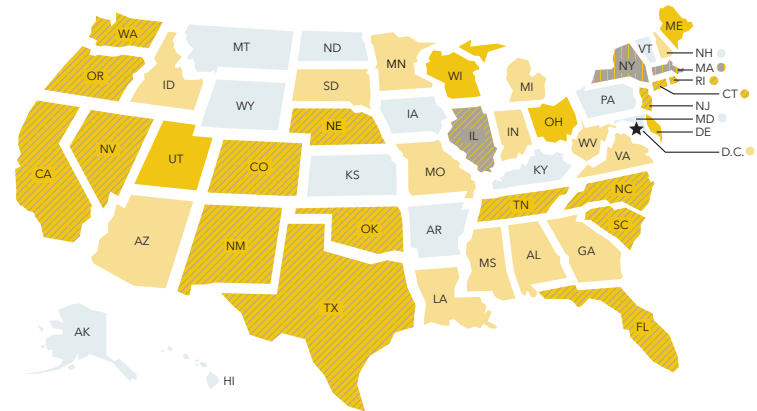 WA
ME
MT
ND
MN
VT
NH
OR
ID
SD
WI
NY
MA
MI
RI
WY
CT
IA
PA
NJ
NE
IL
IN
OH
MD
NV
DE
UT
CO
WV
VA
D.C.
CA
KS
MO
KY
NC
TN
OK
AR
SC
AZ
NM
MS
AL
GA
LA
TX
FL
AK
HI